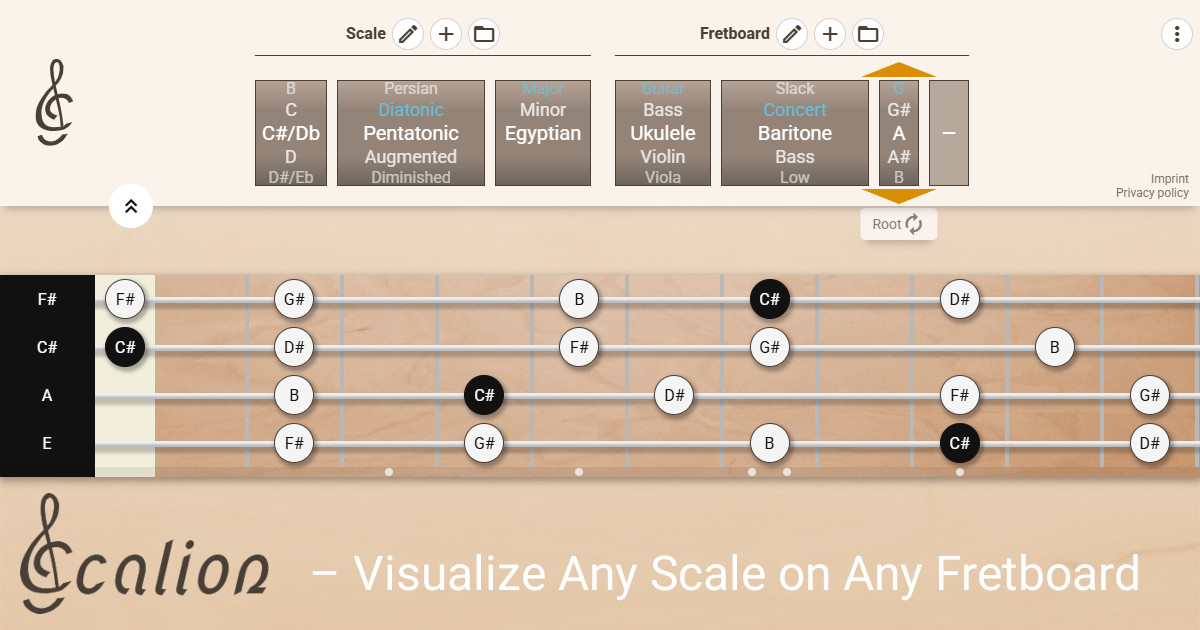 Scale
Fretboard
B
C
C#/Db
D
D#/Eb
Persian
Diatonic
Pentatonic
Augmented
Diminished
Major
Minor
Egyptian
Guitar
Bass
Ukulele
Violin
Viola
Slack
Concert
Baritone
Bass
Low
G
G#
A
A#
B
–
Imprint
Privacy policy
Root
F# F# G# B C# D#
C# C# D# F# G# B
A B C# D# F# G#
E F# G# B C# D#
Scalion – Visualize Any Scale on Any Fretboard